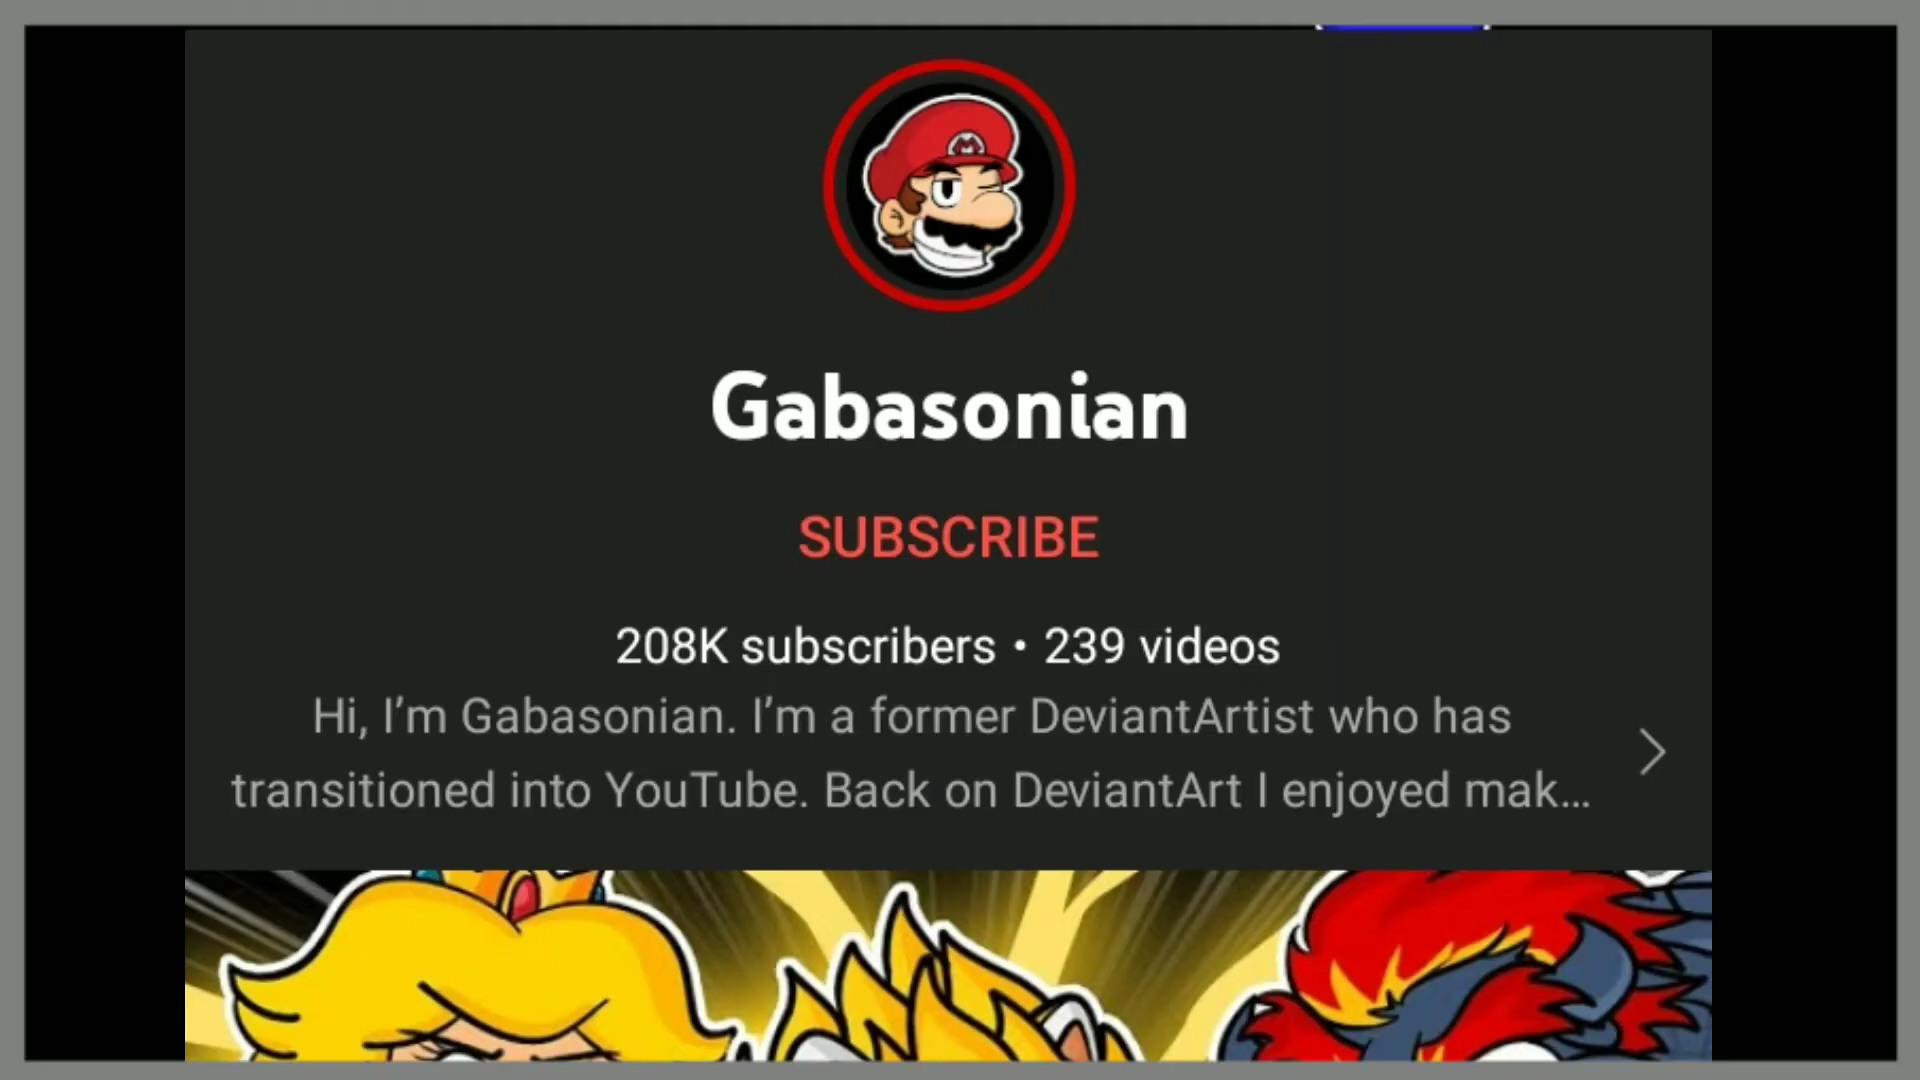 M
Gabasonian
SUBSCRIBE
208K subscribers • 239 videos
Hi, I’m Gabasonian. I’m a former DeviantArtist who has
transitioned into YouTube. Back on DeviantArt I enjoyed mak...